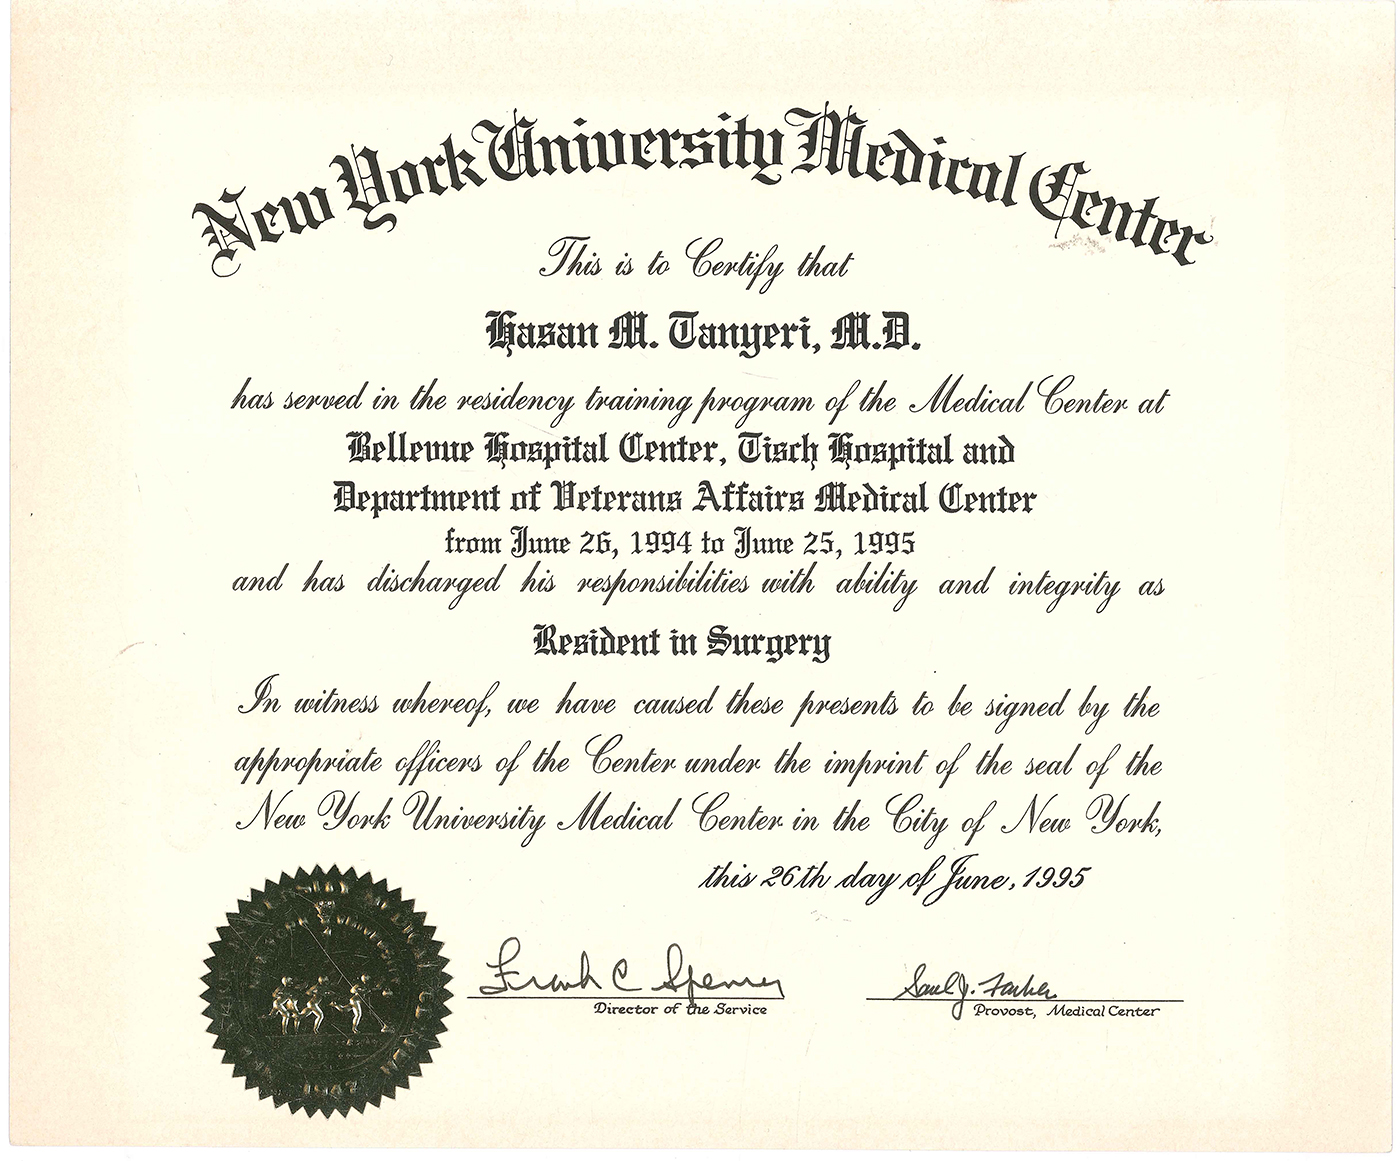 New York University Medical Center
This is to Certify that
Hasan M. Tanyeri, M.D.
has served in the residency training program of the Medical Center at
Bellevue Hospital Center, Tisch Hospital and
Department of Veterans Affairs Medical Center
from June 26, 1994 to June 25, 1995
and has discharged his responsibilities with ability and integrity as
Resident in Surgery
In witness whereof, we have caused these presents to be signed by the
appropriate officers of the Center under the imprint of the seal of the
New York University Medical Center in the City of New York,
this 26th day of June, 1995
Frank C Spencer
Director of the Service
Saul J. Farber
Provost, Medical Center